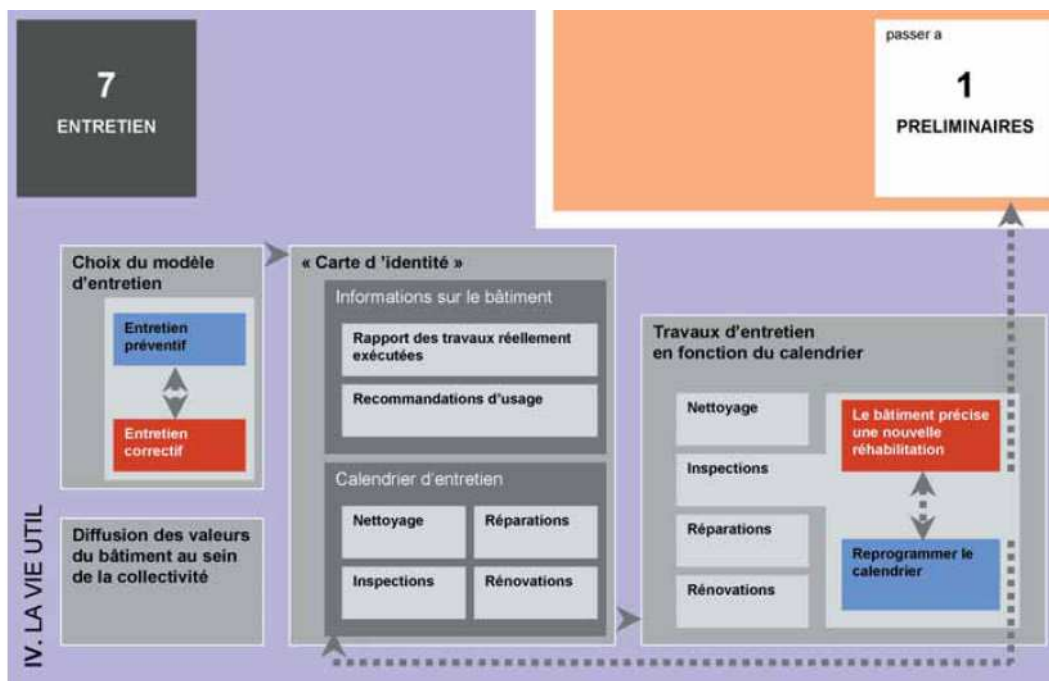 7
ENTRETIEN
passer a
1
PRELIMINAIRES
IV. LA VIE UTIL
Choix du modèle
d'entretien
Entretien
préventif
Entretien
correctif
Diffusion des valeurs
du bâtiment au sein
de la collectivité
« Carte d 'identité »
Informations sur le bâtiment
Rapport des travaux réellement
exécutées
Recommandations d'usage
Calendrier d'entretien
Nettoyage
Réparations
Inspections
Rénovations
Travaux d'entretien
en fonction du calendrier
Nettoyage
Inspections
Réparations
Rénovations
Le bâtiment précise
une nouvelle
réhabilitation
Reprogrammer le
calendrier